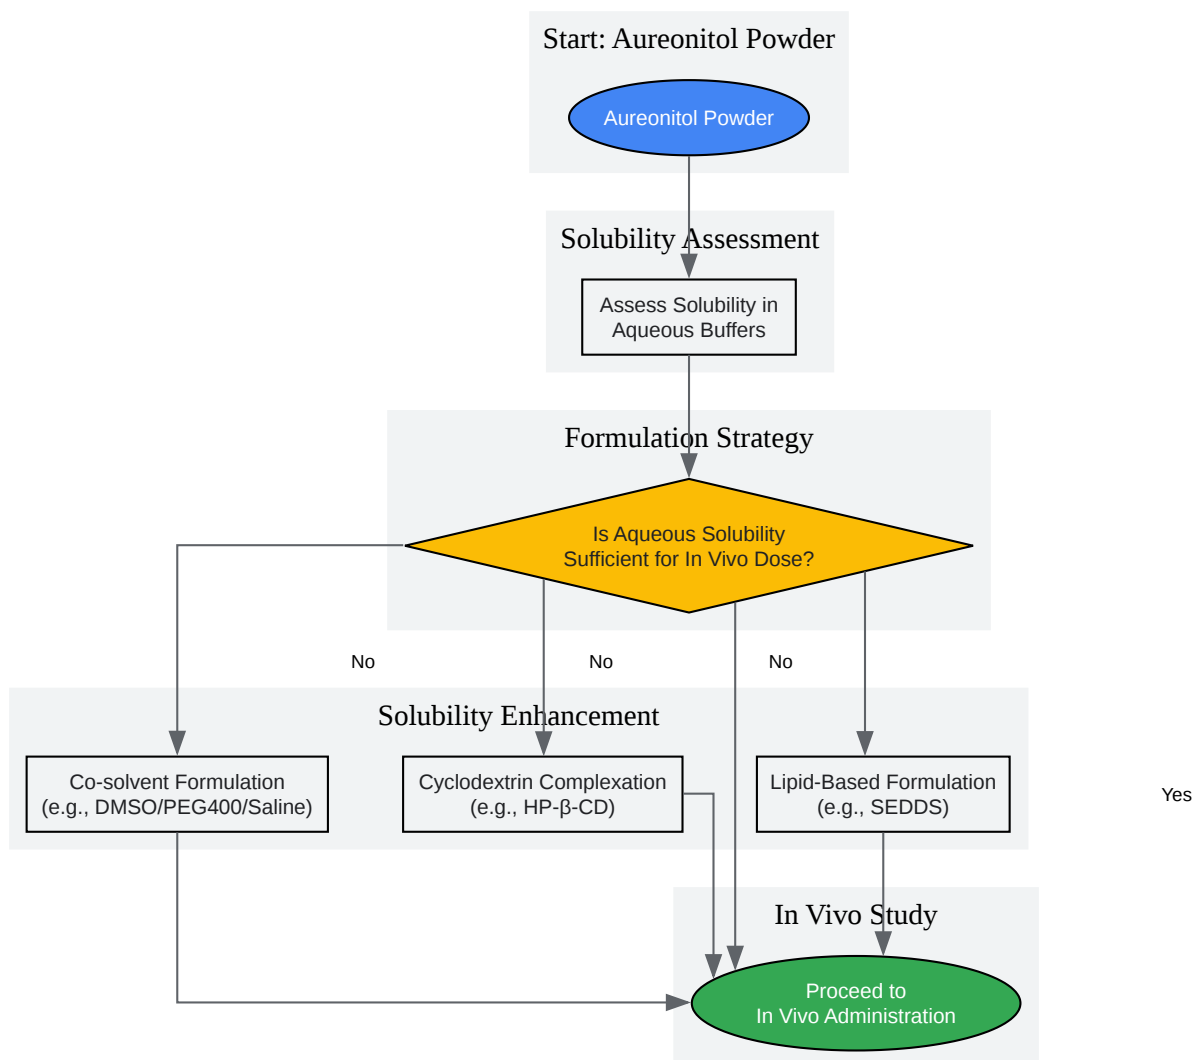 Start: Aureonitol Powder
Aureonitol Powder
Solubility Assessment
Assess Solubility in
Aqueous Buffers
Formulation Strategy
Is Aqueous Solubility
Sufficient for In Vivo Dose?
No
No
No
Solubility Enhancement
Co-solvent Formulation
(e.g., DMSO/PEG400/Saline)
Cyclodextrin Complexation
(e.g., HP-β-CD)
Lipid-Based Formulation
(e.g., SEDDS)
Yes
In Vivo Study
Proceed to
In Vivo Administration